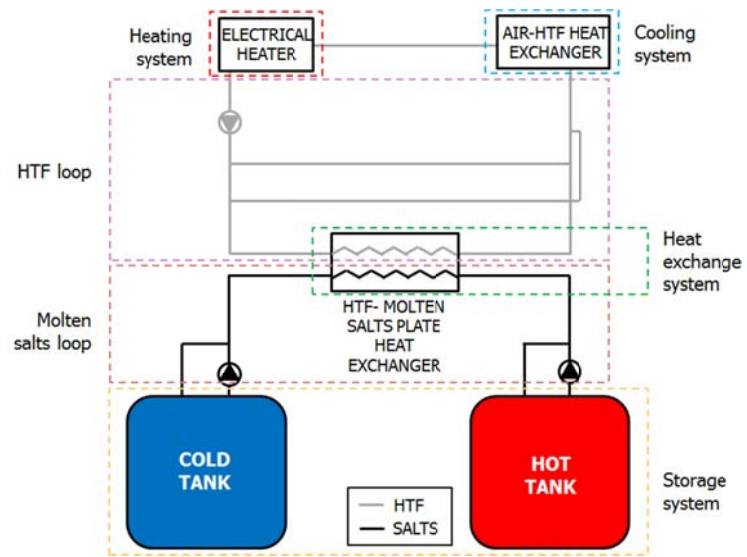 Heating
system
ELECTRICAL
HEATER
AIR-HTF HEAT
EXCHANGER
Cooling
system
HTF loop
Heat
exchange
system
Molten
salts loop
HTF- MOLTEN
SALTS PLATE
HEAT
EXCHANGER
COLD
TANK
HOT
TANK
Storage
system
HTF
SALTS